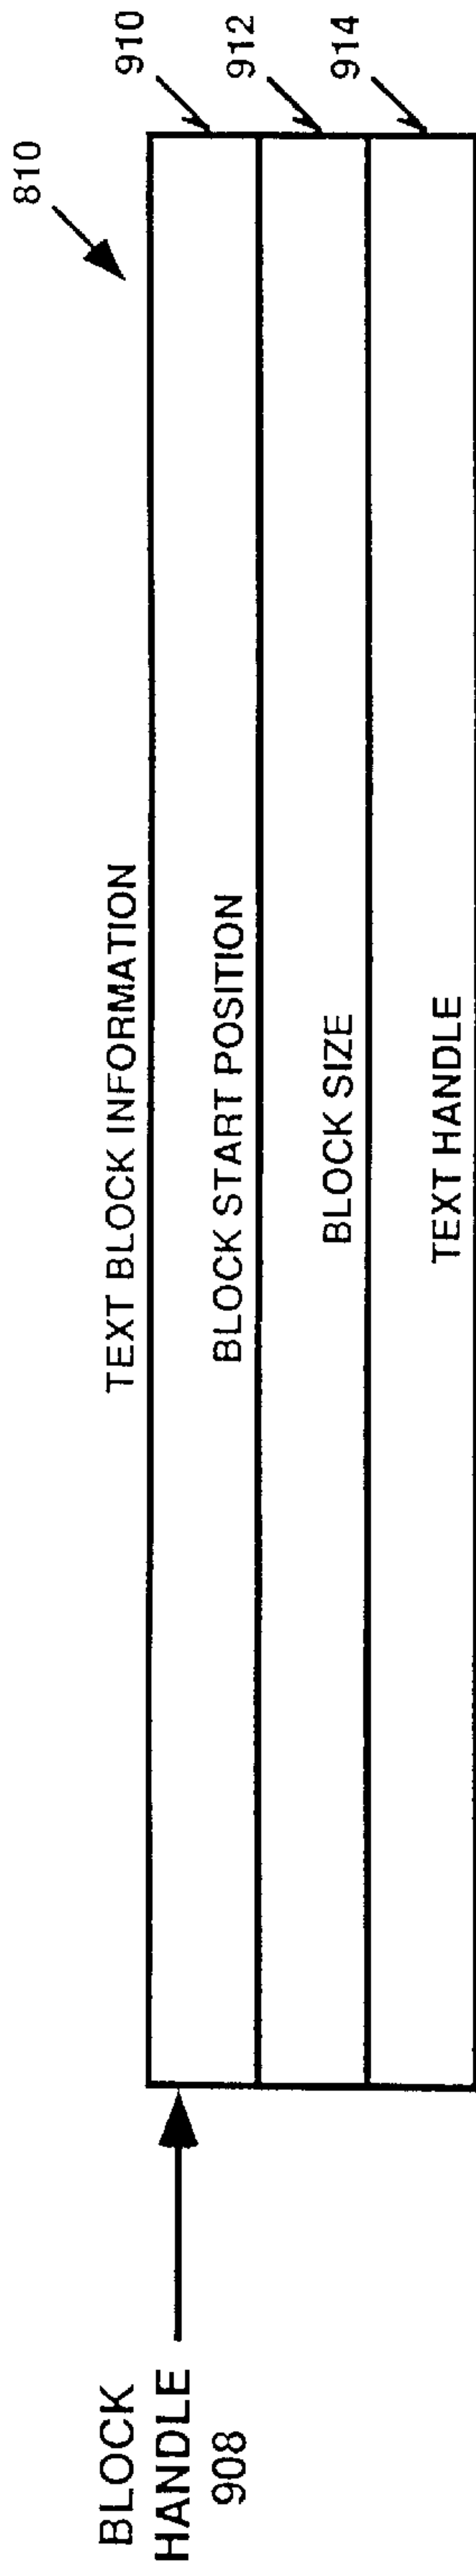 810
TEXT BLOCK INFORMATION
BLOCK
HANDLE
908
BLOCK START POSITION
910
BLOCK SIZE
912
TEXT HANDLE
914